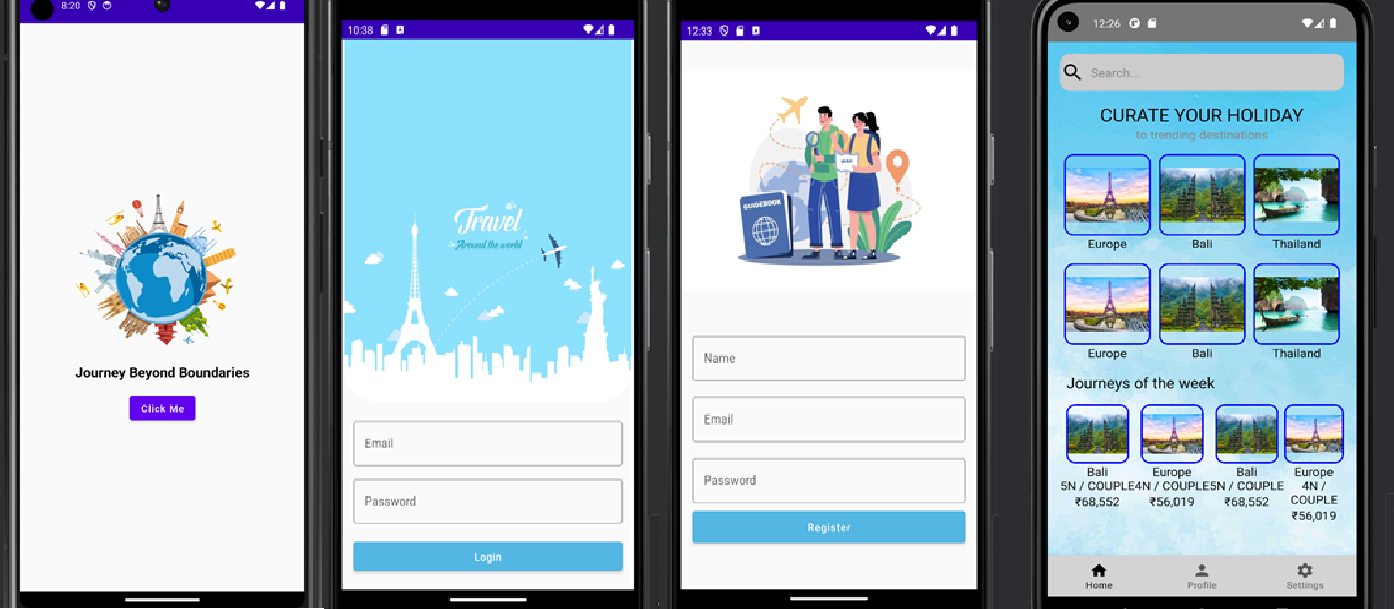 8:20
Journey Beyond Boundaries
Click Me
10:38
Travel
Around the world
Email
Password
Login
12:33
GUIDEBOOK
MAP
Name
Email
Password
Register
12:26
Search...
CURATE YOUR HOLIDAY
to trending destinations
Europe Bali Thailand
Europe Bali Thailand
Journeys of the week
Bali Europe Bali Europe
5N / COUPLE 4N / COUPLE 5N / COUPLE 4N /
COUPLE
₹68,552 ₹56,019 ₹68,552
₹56,019
Home Profile Settings